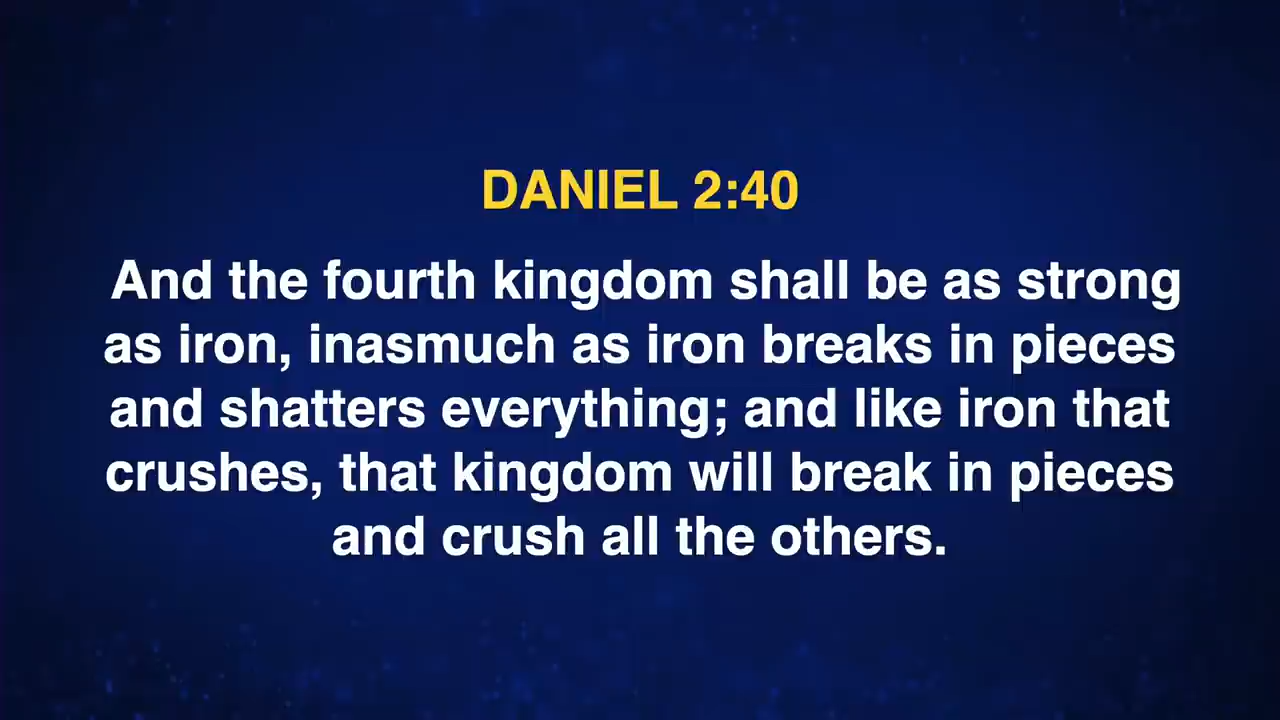 DANIEL 2:40
And the fourth kingdom shall be as strong
as iron, inasmuch as iron breaks in pieces
and shatters everything; and like iron that
crushes, that kingdom will break in pieces
and crush all the others.